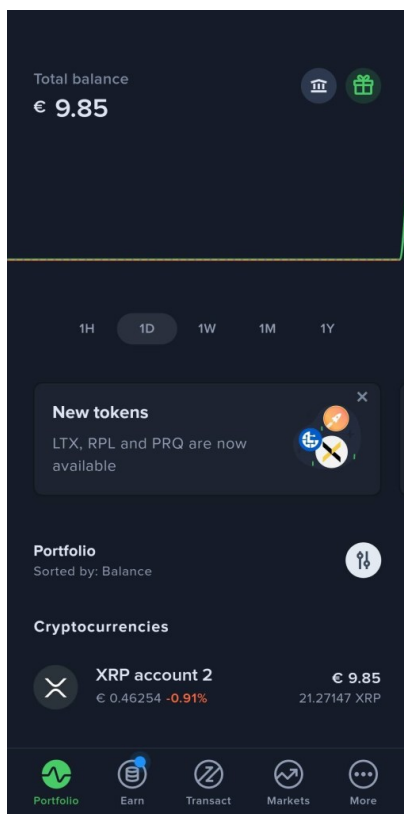 Total balance
€ 9.85
1H 1D 1W 1M 1Y
New tokens
LTX, RPL and PRQ are now
available
Portfolio
Sorted by: Balance
Cryptocurrencies
XRP account 2 € 9.85
€ 0.46254 -0.91% 21.27147 XRP
Portfolio Earn Transact Markets More